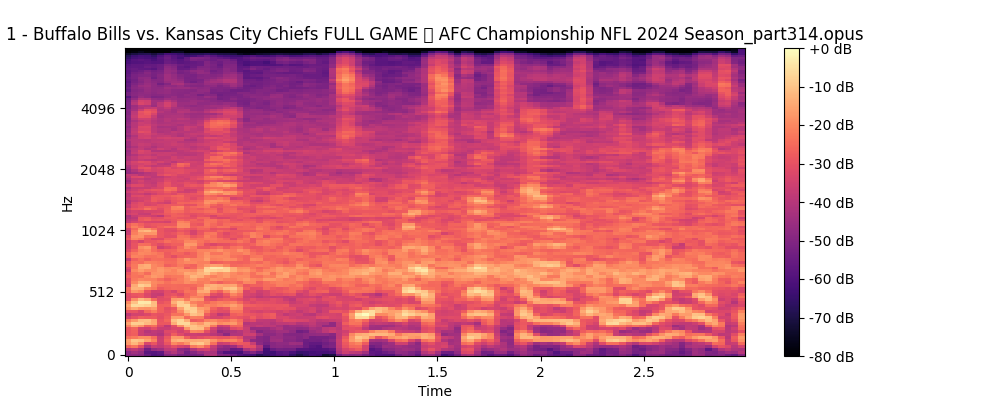 1 - Buffalo Bills vs. Kansas City Chiefs FULL GAME ▯ AFC Championship NFL 2024 Season_part314.opus
+0 dB
-10 dB
-20 dB
-30 dB
-40 dB
-50 dB
-60 dB
-70 dB
-80 dB
Hz
4096
2048
1024
512
0
0
0.5
1
1.5
2
2.5
Time